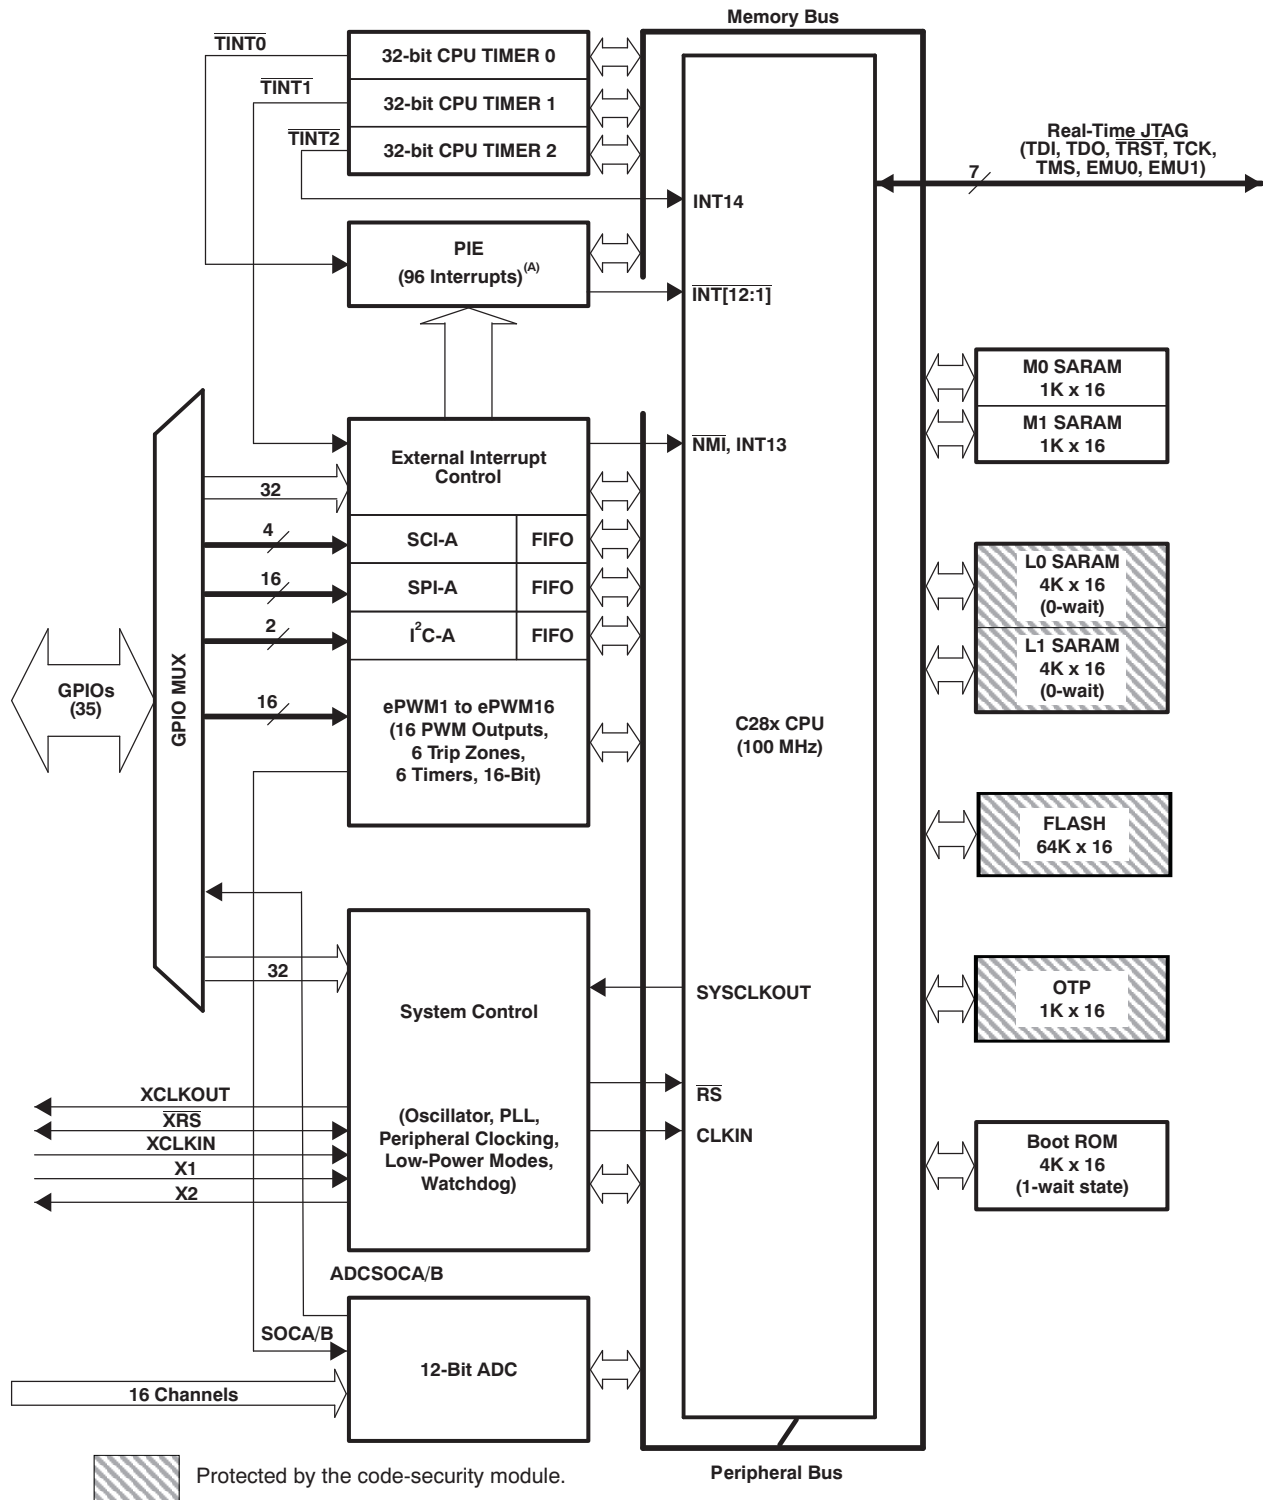 Memory Bus
TINT0
32-bit CPU TIMER 0
TINT1
32-bit CPU TIMER 1
TINT2
32-bit CPU TIMER 2
Real-Time JTAG
(TDI, TDO, TRST, TCK,
TMS, EMU0, EMU1)
7
INT14
PIE
(96 Interrupts)(A)
INT[12:1]
M0 SARAM
1K x 16
M1 SARAM
1K x 16
External Interrupt
Control
NMI, INT13
32
4
SCI-A
FIFO
16
SPI-A
FIFO
2
I²C-A
FIFO
L0 SARAM
4K x 16
(0-wait)
L1 SARAM
4K x 16
(0-wait)
GPIOs
(35)
GPIO MUX
16
ePWM1 to ePWM16
(16 PWM Outputs,
6 Trip Zones,
6 Timers, 16-Bit)
C28x CPU
(100 MHz)
FLASH
64K x 16
32
System Control
SYSCLKOUT
OTP
1K x 16
RS
XCLKOUT
XRS
XCLKIN
X1
X2
(Oscillator, PLL,
Peripheral Clocking,
Low-Power Modes,
Watchdog)
CLKIN
Boot ROM
4K x 16
(1-wait state)
ADCSOCA/B
SOCA/B
12-Bit ADC
16 Channels
Protected by the code-security module.
Peripheral Bus